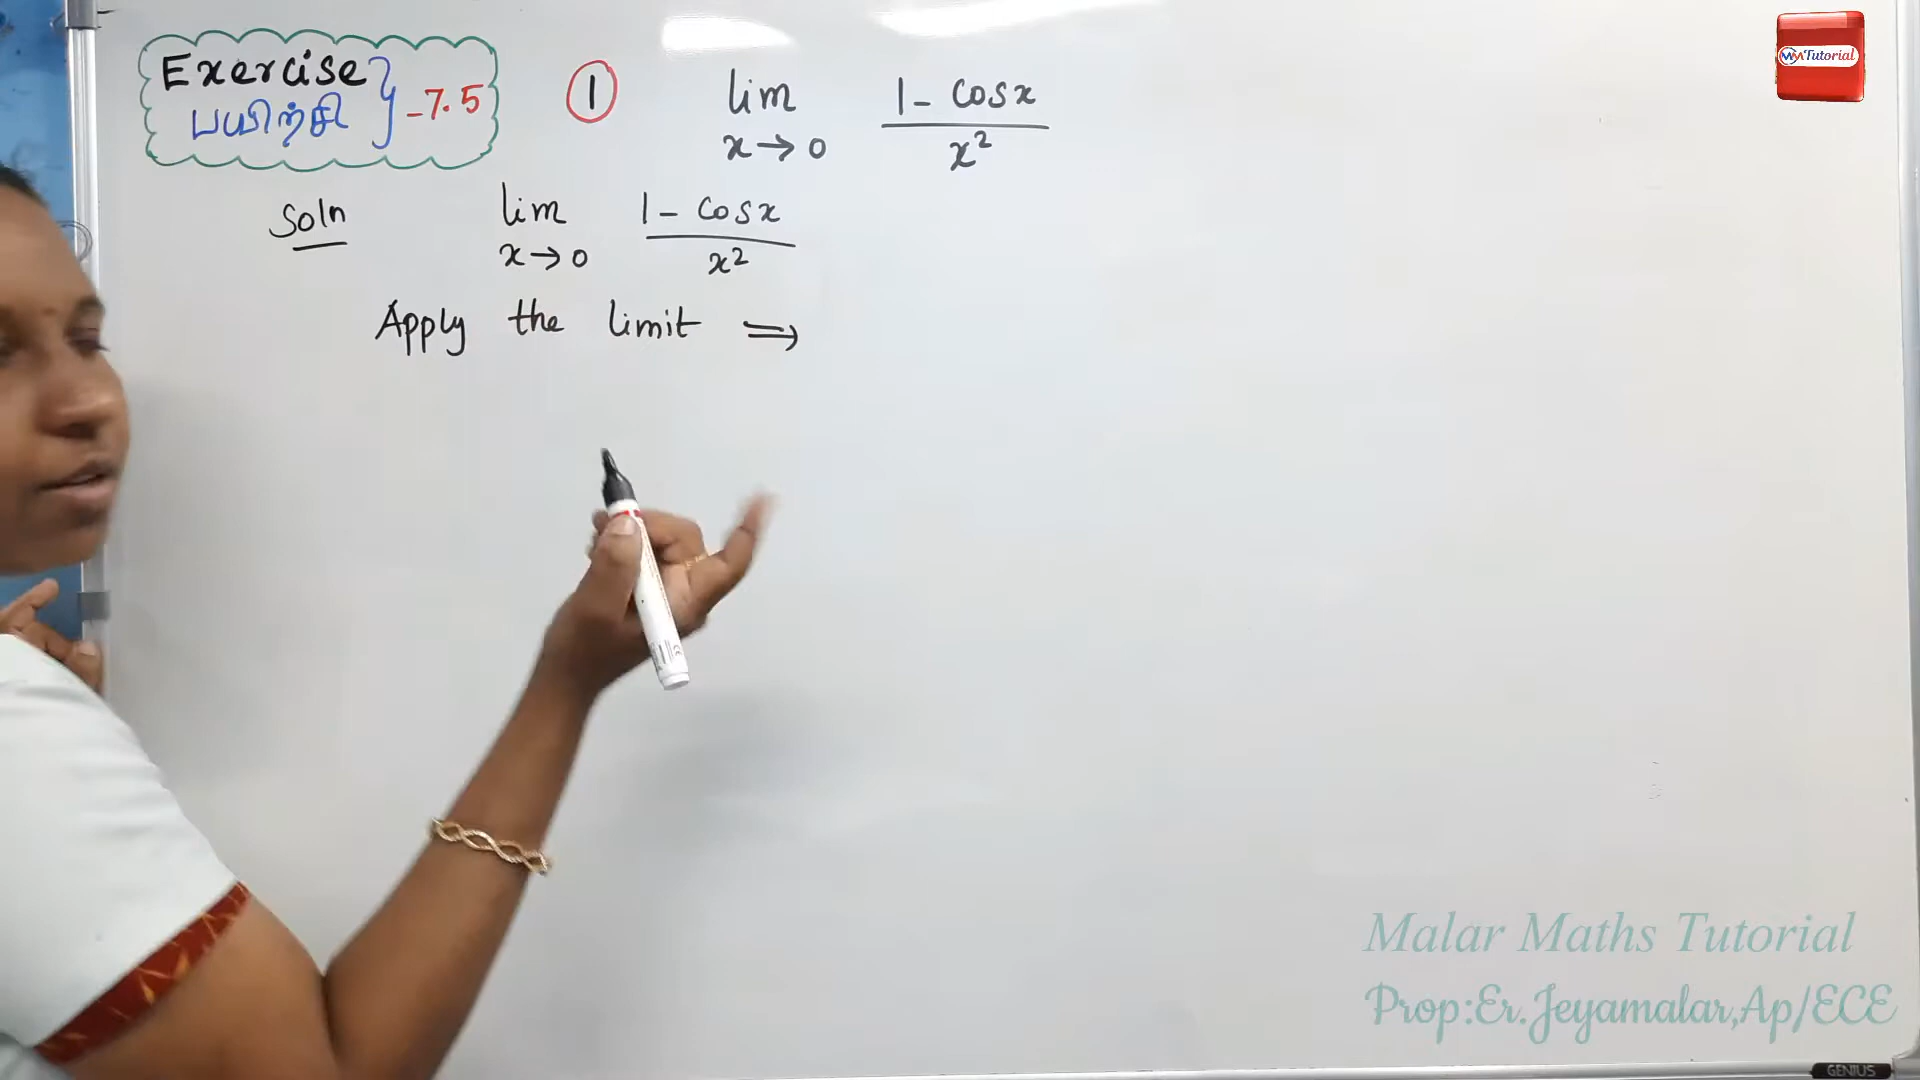 Exercise
பயிற்சி } - 7.5
1 lim x→0 1 - cosx / x²
Soln lim x→0 1 - cosx / x²
Apply the limit ⇒
MM Tutorial
Malar Maths Tutorial
Prop:Er.Jeyamalar,Ap/ECE
GENIUS